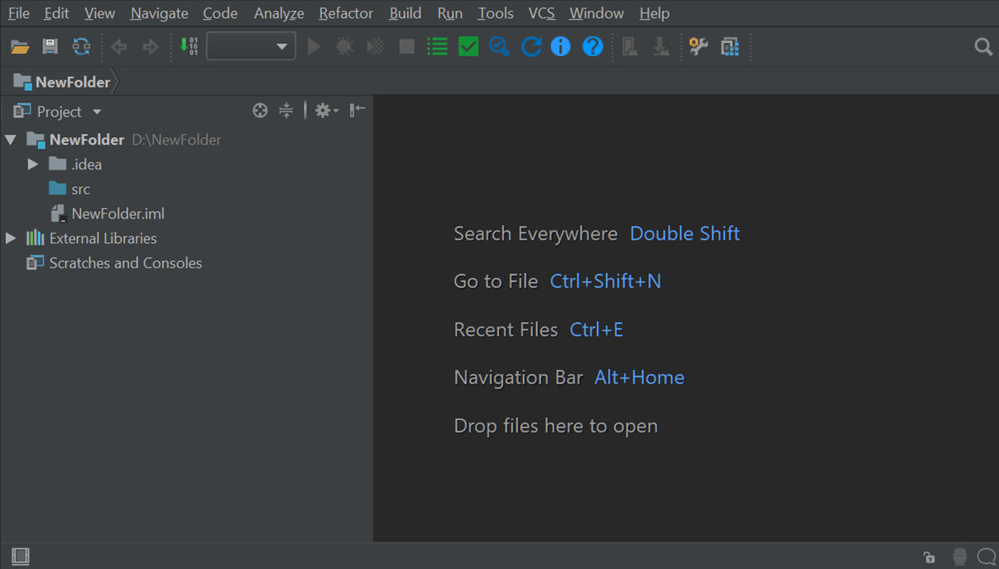 File Edit View Navigate Code Analyze Refactor Build Run Tools VCS Window Help
NewFolder
Project
NewFolder D:\NewFolder
.idea
src
NewFolder.iml
External Libraries
Scratches and Consoles
Search Everywhere Double Shift
Go to File Ctrl+Shift+N
Recent Files Ctrl+E
Navigation Bar Alt+Home
Drop files here to open